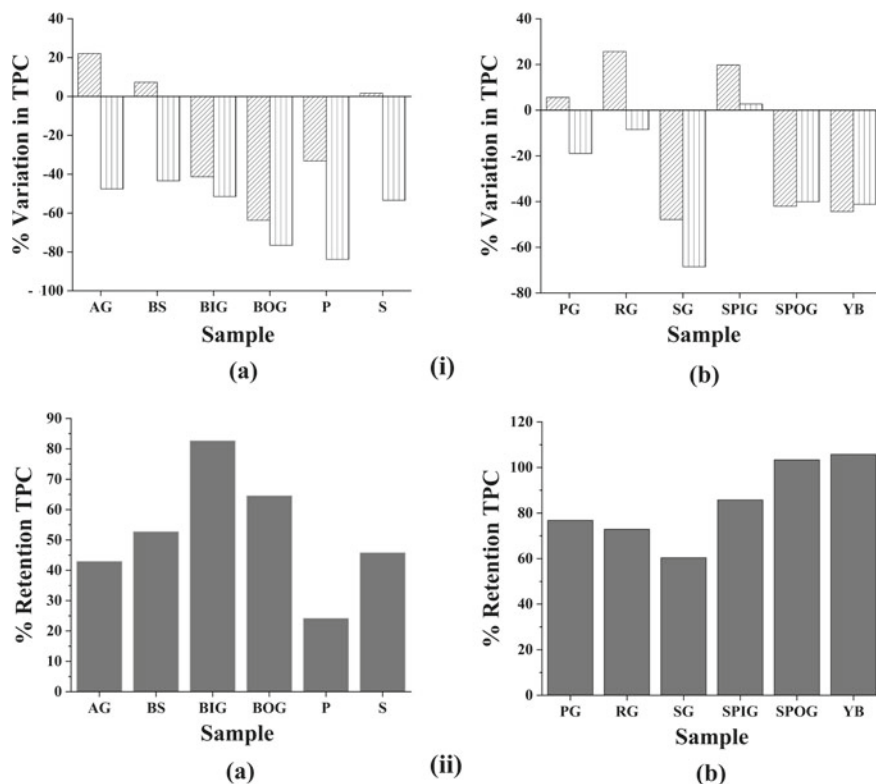 % Variation in TPC
40
20
0
-20
-40
-60
-80
- 100
AG BS BIG BOG P S
Sample
(a)
% Variation in TPC
40
20
0
-20
-40
-60
-80
PG RG SG SPIG SPOG YB
Sample
(b)
(i)
% Retention TPC
90
80
70
60
50
40
30
20
10
0
AG BS BIG BOG P S
Sample
(a)
% Retention TPC
120
100
80
60
40
20
0
PG RG SG SPIG SPOG YB
Sample
(b)
(ii)